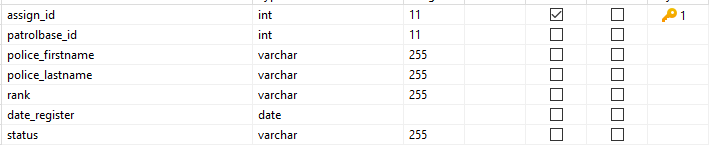 assign_id int 11 1
patrolbase_id int 11
police_firstname varchar 255
police_lastname varchar 255
rank varchar 255
date_register date
status varchar 255